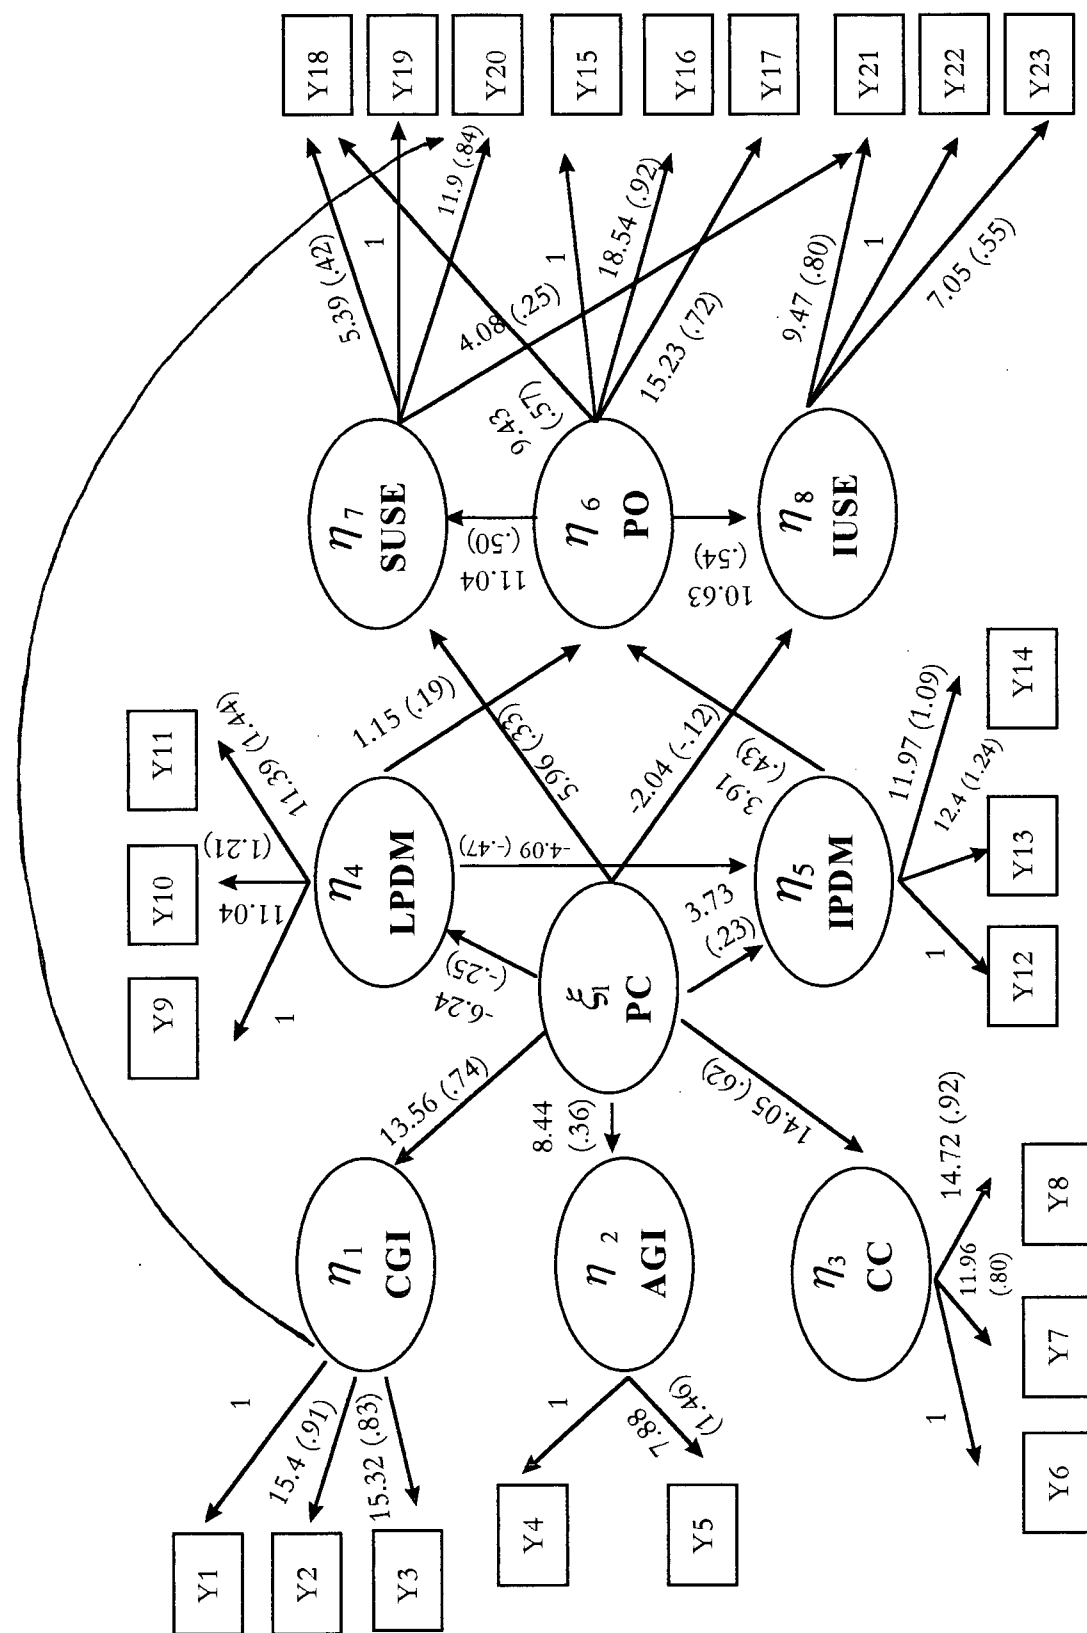 Y18
Y19
Y20
Y15
Y16
Y17
Y21
Y22
Y23
5.39 (.42)
1
11.9 (.84)
4.08 (.25)
9.43
(.57)
1
18.54 (.92)
15.23 (.72)
9.47 (.80)
1
7.05 (.55)
η7
SUSE
η6
PO
η8
IUSE
11.04
(.50)
10.63
(.54)
Y11
Y10
Y9
11.39 (1.44)
11.04
(1.21)
1
1.15 (.19)
5.96 (.33)
-2.04 (-.12)
3.91
(.43)
η4
LPDM
-4.09 (-.47)
η5
IPDM
11.97 (1.09)
12.4 (1.24)
1
Y14
Y13
Y12
ξ1
PC
-6.24
(-.25)
3.73
(.23)
13.56 (.74)
8.44
(.36)
14.05 (.62)
η1
CGI
η2
AGI
η3
CC
14.72 (.92)
11.96
(.80)
1
Y8
Y7
Y6
1
15.4 (.91)
15.32 (.83)
1
7.88
(1.46)
Y1
Y2
Y3
Y4
Y5